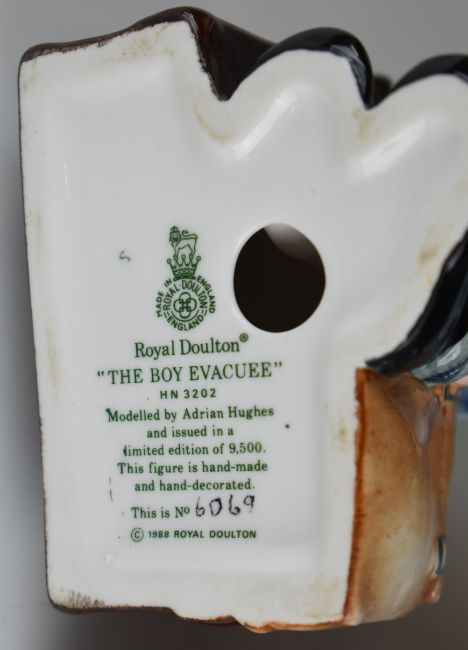 MADE IN ENGLAND
ROYAL DOULTON
ENGLAND
Royal Doulton®
"THE BOY EVACUEE"
HN 3202
Modelled by Adrian Hughes
and issued in a
limited edition of 9,500.
This figure is hand-made
and hand-decorated.
This is No 6069
© 1988 ROYAL DOULTON